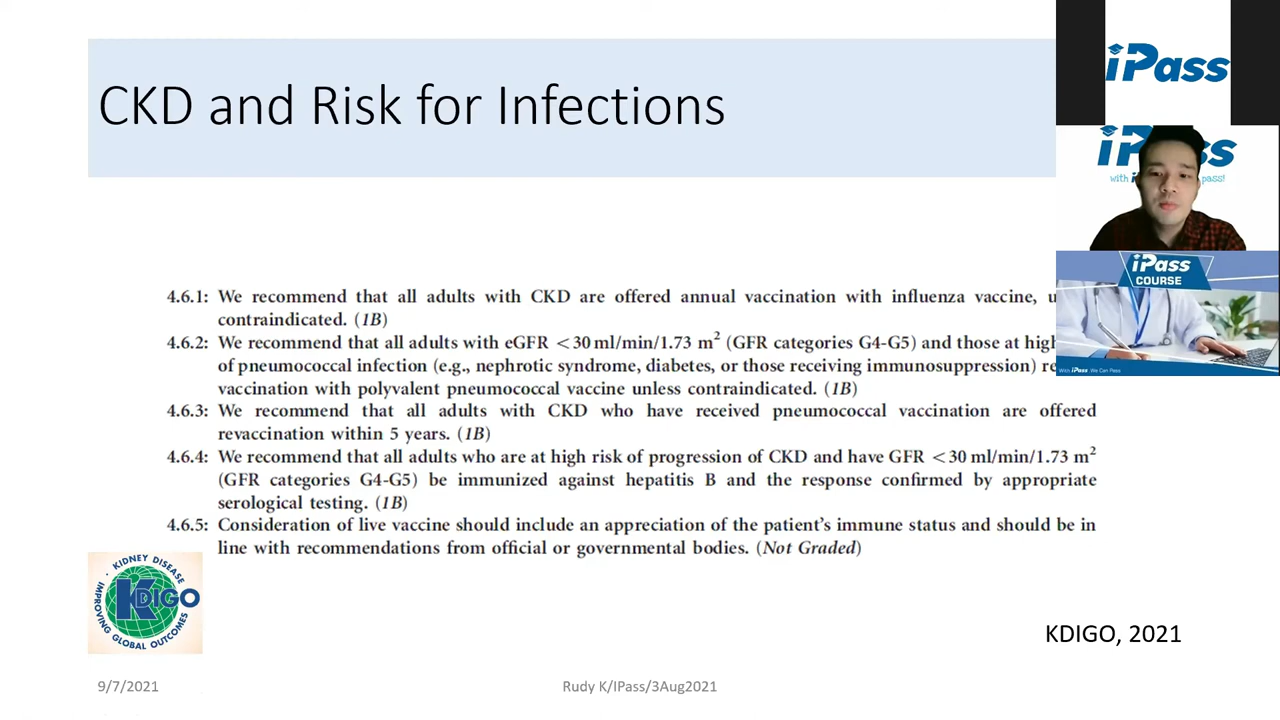 CKD and Risk for Infections
4.6.1: We recommend that all adults with CKD are offered annual vaccination with influenza vaccine,
contraindicated. (1B)
4.6.2: We recommend that all adults with eGFR <30 ml/min/1.73 m² (GFR categories G4-G5) and those at high
of pneumococcal infection (e.g., nephrotic syndrome, diabetes, or those receiving immunosuppression)
vaccination with polyvalent pneumococcal vaccine unless contraindicated. (1B)
4.6.3: We recommend that all adults with CKD who have received pneumococcal vaccination are offered
revaccination within 5 years. (1B)
4.6.4: We recommend that all adults who are at high risk of progression of CKD and have GFR <30 ml/min/1.73 m²
(GFR categories G4-G5) be immunized against hepatitis B and the response confirmed by appropriate
serological testing. (1B)
4.6.5: Consideration of live vaccine should include an appreciation of the patient's immune status and should be in
line with recommendations from official or governmental bodies. (Not Graded)
KIDNEY DISEASE
KDIGO
IMPROVING GLOBAL OUTCOMES
KDIGO, 2021
9/7/2021
Rudy K/IPass/3Aug2021
iPass
with pass!
iPass
COURSE
With iPass, We Can Pass